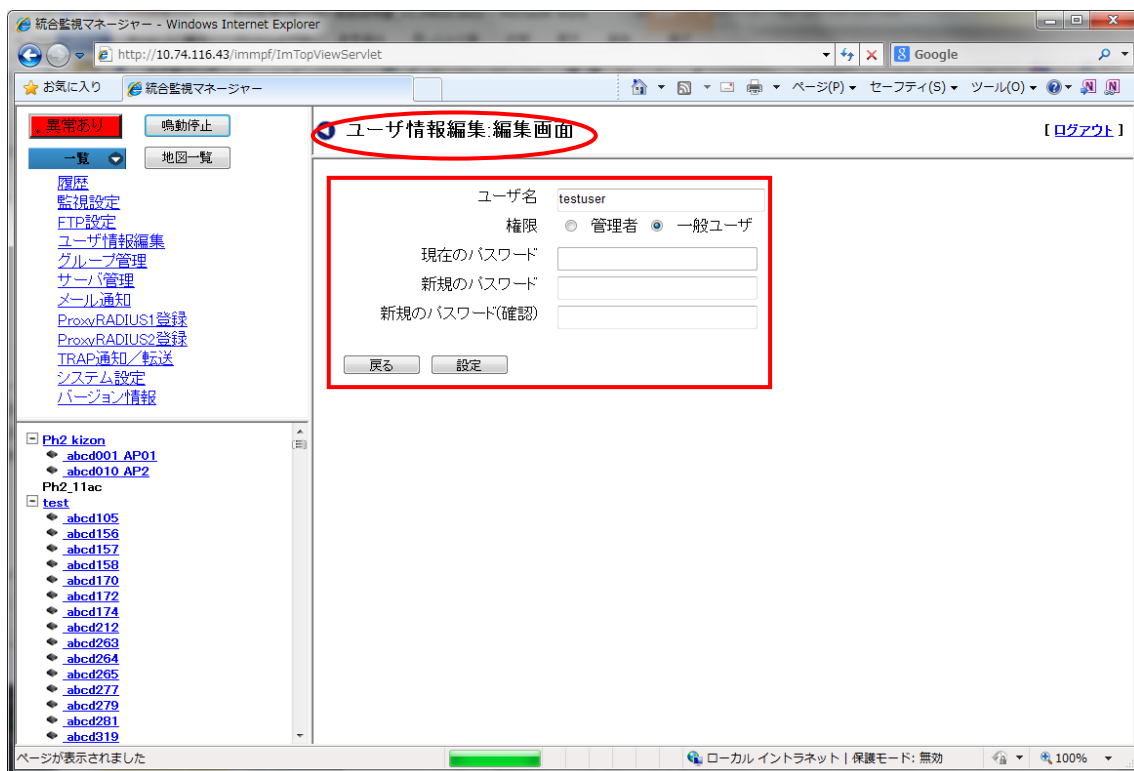 統合監視マネージャー - Windows Internet Explorer
http://10.74.116.43/immpf/ImTopViewServlet
Google
お気に入り
統合監視マネージャー
ページ(P)
セーフティ(S)
ツール(O)
異常あり
鳴動停止
一覧
地図一覧
履歴
監視設定
FTP設定
ユーザ情報編集
グループ管理
サーバ管理
メール通知
ProxyRADIUS1登録
ProxyRADIUS2登録
TRAP通知／転送
システム設定
バージョン情報
Ph2 kizon
abcd001 AP01
abcd010 AP2
Ph2_11ac
test
abcd105
abcd156
abcd157
abcd158
abcd170
abcd172
abcd174
abcd212
abcd263
abcd264
abcd265
abcd277
abcd279
abcd281
abcd319
ユーザ情報編集:編集画面
[ ログアウト ]
ユーザ名 testuser
権限 管理者 一般ユーザ
現在のパスワード
新規のパスワード
新規のパスワード(確認)
戻る 設定
ページが表示されました
ローカル イントラネット | 保護モード: 無効
100%